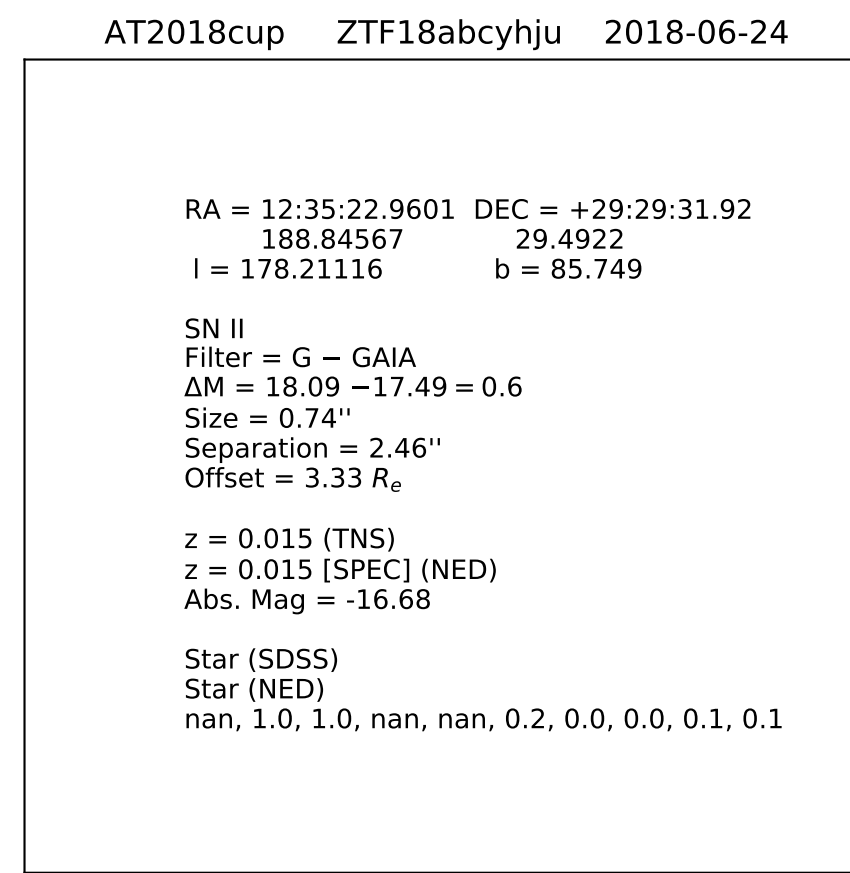 AT2018cup ZTF18abcyhju 2018-06-24
RA = 12:35:22.9601 DEC = +29:29:31.92
188.84567 29.4922
l = 178.21116 b = 85.749
SN II
Filter = G − GAIA
ΔM = 18.09 −17.49 = 0.6
Size = 0.74''
Separation = 2.46''
Offset = 3.33 Re
z = 0.015 (TNS)
z = 0.015 [SPEC] (NED)
Abs. Mag = -16.68
Star (SDSS)
Star (NED)
nan, 1.0, 1.0, nan, nan, 0.2, 0.0, 0.0, 0.1, 0.1